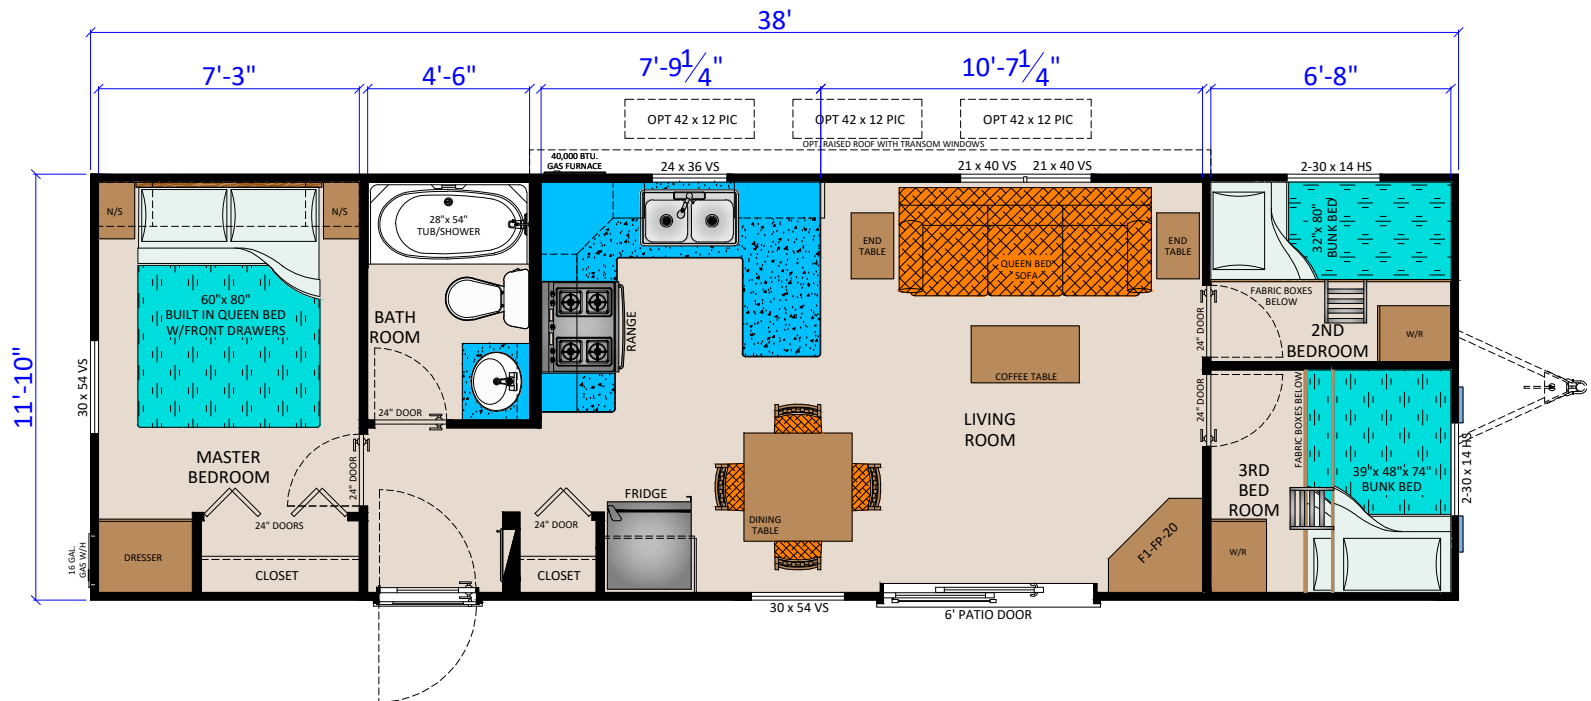 38'
7'-3"
4'-6"
7'-9 1/4"
10'-7 1/4"
6'-8"
OPT 42 x 12 PIC
OPT 42 x 12 PIC
OPT 42 x 12 PIC
OPT. RAISED ROOF WITH TRANSOM WINDOWS
40,000 BTU.
GAS FURNACE
24 x 36 VS
21 x 40 VS
21 x 40 VS
2-30 x 14 HS
11'-10"
30 x 54 VS
16 GAL.
GAS W/H
N/S
N/S
60"x 80"
BUILT IN QUEEN BED
W/FRONT DRAWERS
MASTER
BEDROOM
24" DOOR
24" DOORS
DRESSER
CLOSET
28"x 54"
TUB/SHOWER
BATH
ROOM
24" DOOR
RANGE
24" DOOR
CLOSET
FRIDGE
DINING
TABLE
30 x 54 VS
END
TABLE
QUEEN BED
SOFA
END
TABLE
COFFEE TABLE
LIVING
ROOM
F1-FP-20
6' PATIO DOOR
24" DOOR
24" DOOR
32"x 80"
BUNK BED
FABRIC BOXES
BELOW
2ND
BEDROOM
W/R
FABRIC BOXES BELOW
39"x 48"x 74"
BUNK BED
3RD
BED
ROOM
W/R
2-30 x 14 HS